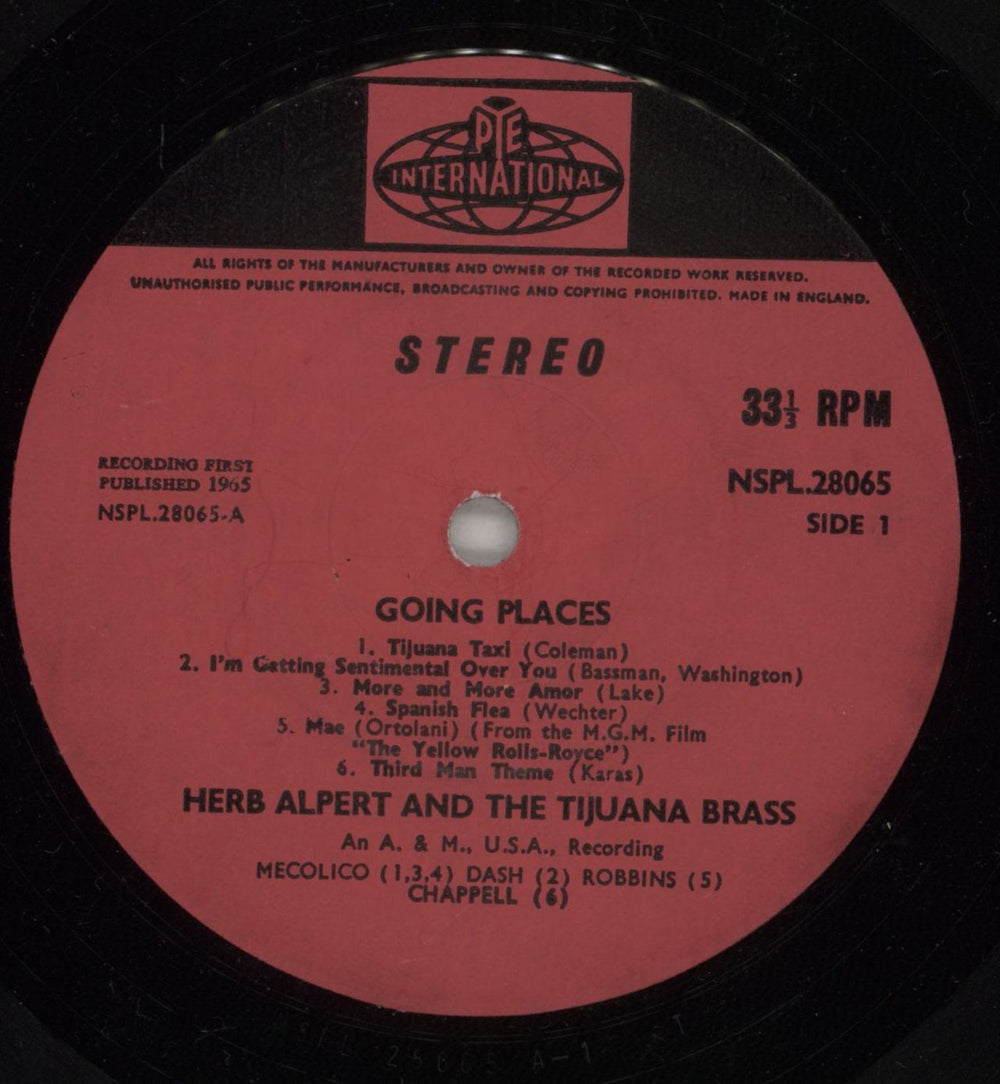 PYE
INTERNATIONAL
ALL RIGHTS OF THE MANUFACTURERS AND OWNER OF THE RECORDED WORK RESERVED.
UNAUTHORISED PUBLIC PERFORMANCE, BROADCASTING AND COPYING PROHIBITED. MADE IN ENGLAND.
STEREO
33⅓ RPM
RECORDING FIRST
PUBLISHED 1965
NSPL.28065-A
NSPL.28065
SIDE 1
GOING PLACES
1. Tijuana Taxi (Coleman)
2. I'm Getting Sentimental Over You (Bassman, Washington)
3. More and More Amor (Lake)
4. Spanish Flea (Wechter)
5. Mae (Ortolani) (From the M.G.M. Film
"The Yellow Rolls-Royce")
6. Third Man Theme (Karas)
HERB ALPERT AND THE TIJUANA BRASS
An A. & M., U.S.A., Recording
MECOLICO (1,3,4) DASH (2) ROBBINS (5)
CHAPPELL (6)
A-1